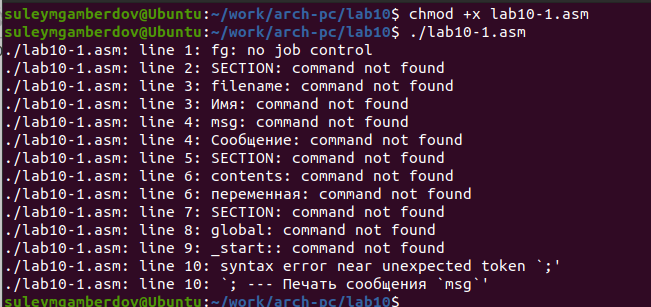 suleymgamberdov@Ubuntu:~/work/arch-pc/lab10$ chmod +x lab10-1.asm
suleymgamberdov@Ubuntu:~/work/arch-pc/lab10$ ./lab10-1.asm
./lab10-1.asm: line 1: fg: no job control
./lab10-1.asm: line 2: SECTION: command not found
./lab10-1.asm: line 3: filename: command not found
./lab10-1.asm: line 3: Имя: command not found
./lab10-1.asm: line 4: msg: command not found
./lab10-1.asm: line 4: Сообщение: command not found
./lab10-1.asm: line 5: SECTION: command not found
./lab10-1.asm: line 6: contents: command not found
./lab10-1.asm: line 6: переменная: command not found
./lab10-1.asm: line 7: SECTION: command not found
./lab10-1.asm: line 8: global: command not found
./lab10-1.asm: line 9: _start:: command not found
./lab10-1.asm: line 10: syntax error near unexpected token `;'
./lab10-1.asm: line 10: `; --- Печать сообщения `msg`'
suleymgamberdov@Ubuntu:~/work/arch-pc/lab10$